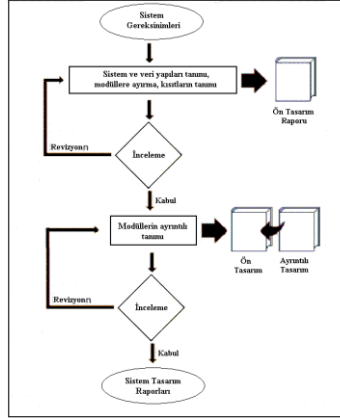 Sistem
Gereksinimleri
Sistem ve veri yapıları tanımı,
modüllere ayırma, kısıtların tanımı
Ön Tasarım
Raporu
Revizyon
İnceleme
Kabul
Modüllerin ayrıntılı
tanımı
Ön
Tasarım
Ayrıntılı
Tasarım
Revizyon
İnceleme
Kabul
Sistem Tasarım
Raporları